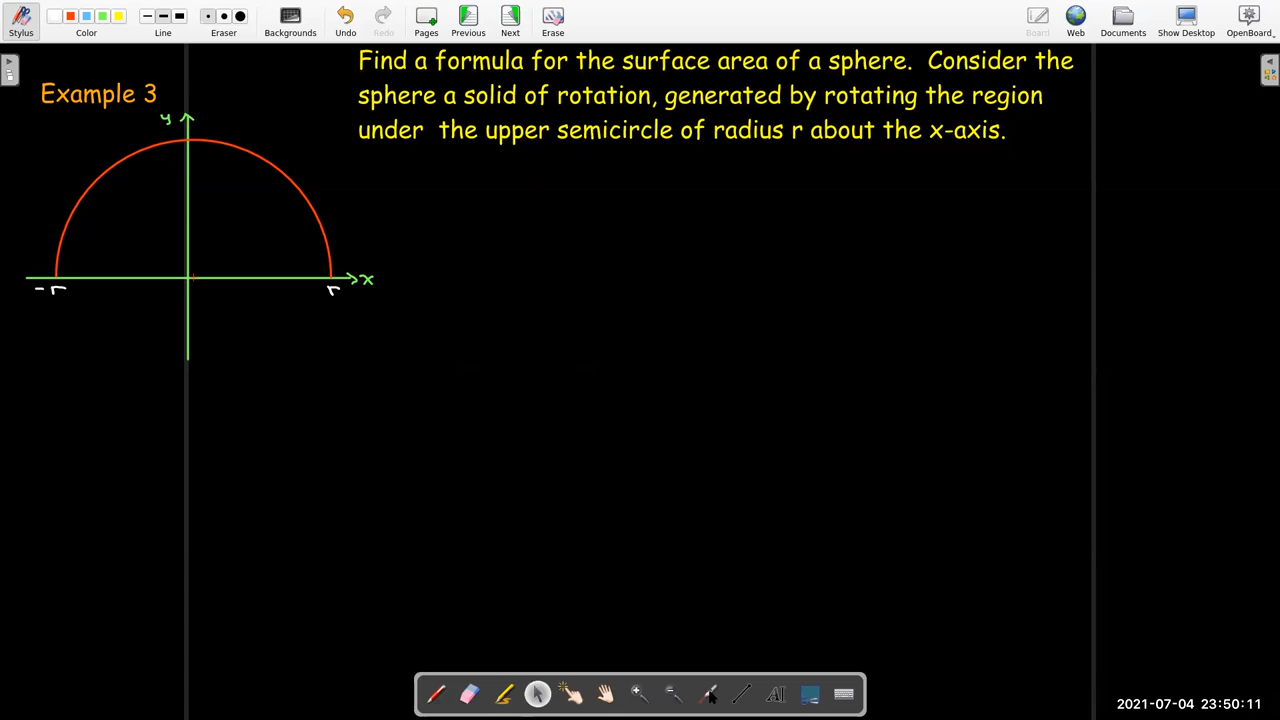 Stylus
Color
Line
Eraser
Backgrounds
Undo
Redo
Pages
Previous
Next
Erase
Board
Web
Documents
Show Desktop
OpenBoard
Find a formula for the surface area of a sphere. Consider the
sphere a solid of rotation, generated by rotating the region
under the upper semicircle of radius r about the x-axis.
Example 3
y
x
-r
r
AI
2021-07-04 23:50:11